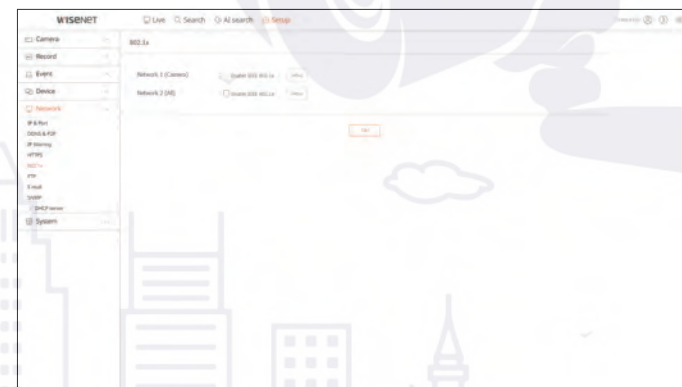 WISENET
Live Search AI search Setup
Camera
Record
Event
Device
Network
IP & Port
DDNS & P2P
IP filtering
HTTPS
802.1x
FTP
E-mail
SNMP
DHCP server
System
802.1x
Network 1 (Camera) Enable IEEE 802.1x
Network 2 (All) Enable IEEE 802.1x